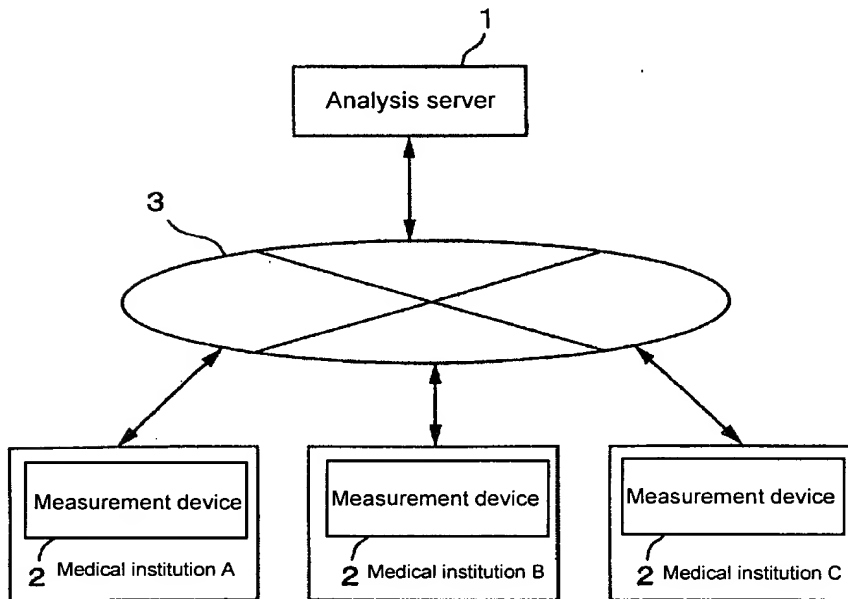 1
Analysis server
3
Measurement device
Measurement device
Measurement device
2 Medical institution A
2 Medical institution B
2 Medical institution C